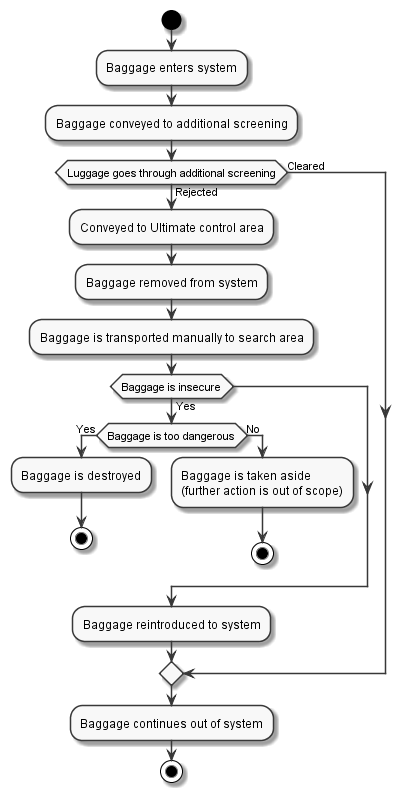 Baggage enters system
Baggage conveyed to additional screening
Luggage goes through additional screening
Cleared
Rejected
Conveyed to Ultimate control area
Baggage removed from system
Baggage is transported manually to search area
Baggage is insecure
Yes
Yes
Baggage is too dangerous
No
Baggage is destroyed
Baggage is taken aside
(further action is out of scope)
Baggage reintroduced to system
Baggage continues out of system